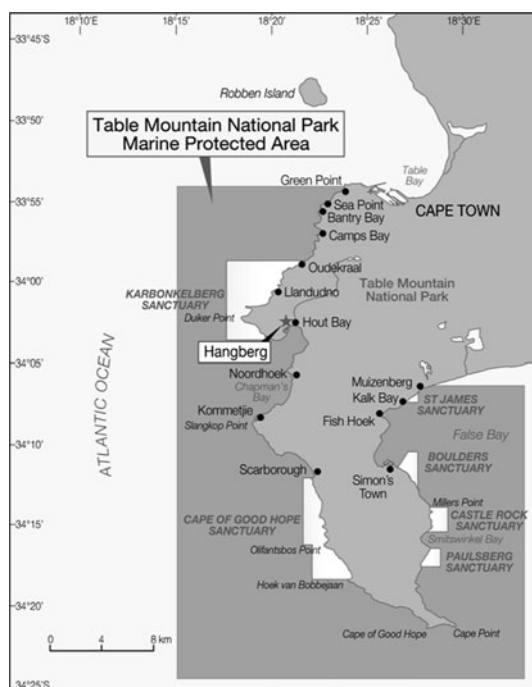 18°10'E
18°20'E
18°25'E
18°30'E
33°45'S
33°50'S
33°55'S
34°00'S
34°05'S
34°10'S
34°15'S
34°20'S
34°25'S
Robben Island
Table Mountain National Park
Marine Protected Area
Table
Bay
Green Point
Sea Point
Bantry Bay
CAPE TOWN
Camps Bay
Oudekraal
Table Mountain
National Park
KARBONKELBERG
SANCTUARY
Llandudno
Duiker Point
Hout Bay
Hangberg
ATLANTIC OCEAN
Noordhoek
Chapman's
Bay
Muizenberg
Kalk Bay
ST JAMES
SANCTUARY
Kommetjie
Fish Hoek
Slangkop Point
False Bay
BOULDERS
SANCTUARY
Scarborough
Simon's
Town
Millers Point
CAPE OF GOOD HOPE
SANCTUARY
CASTLE ROCK
SANCTUARY
Smitswinkel Bay
Olifantsbos Point
PAULSBERG
SANCTUARY
Hoek van Bobbejaan
Cape of Good Hope
Cape Point
0 4 8 km